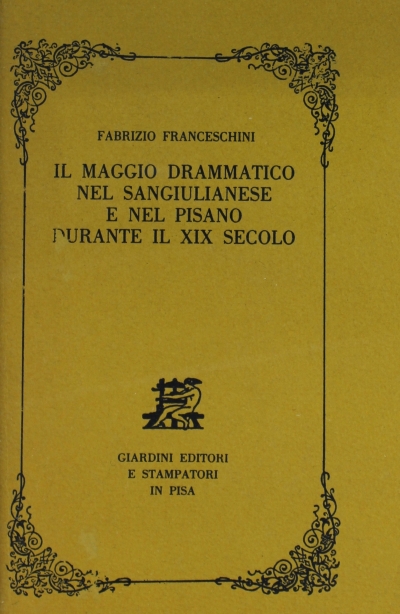 FABRIZIO FRANCESCHINI
IL MAGGIO DRAMMATICO
NEL SANGIULIANESE
E NEL PISANO
DURANTE IL XIX SECOLO
GIARDINI EDITORI
E STAMPATORI
IN PISA